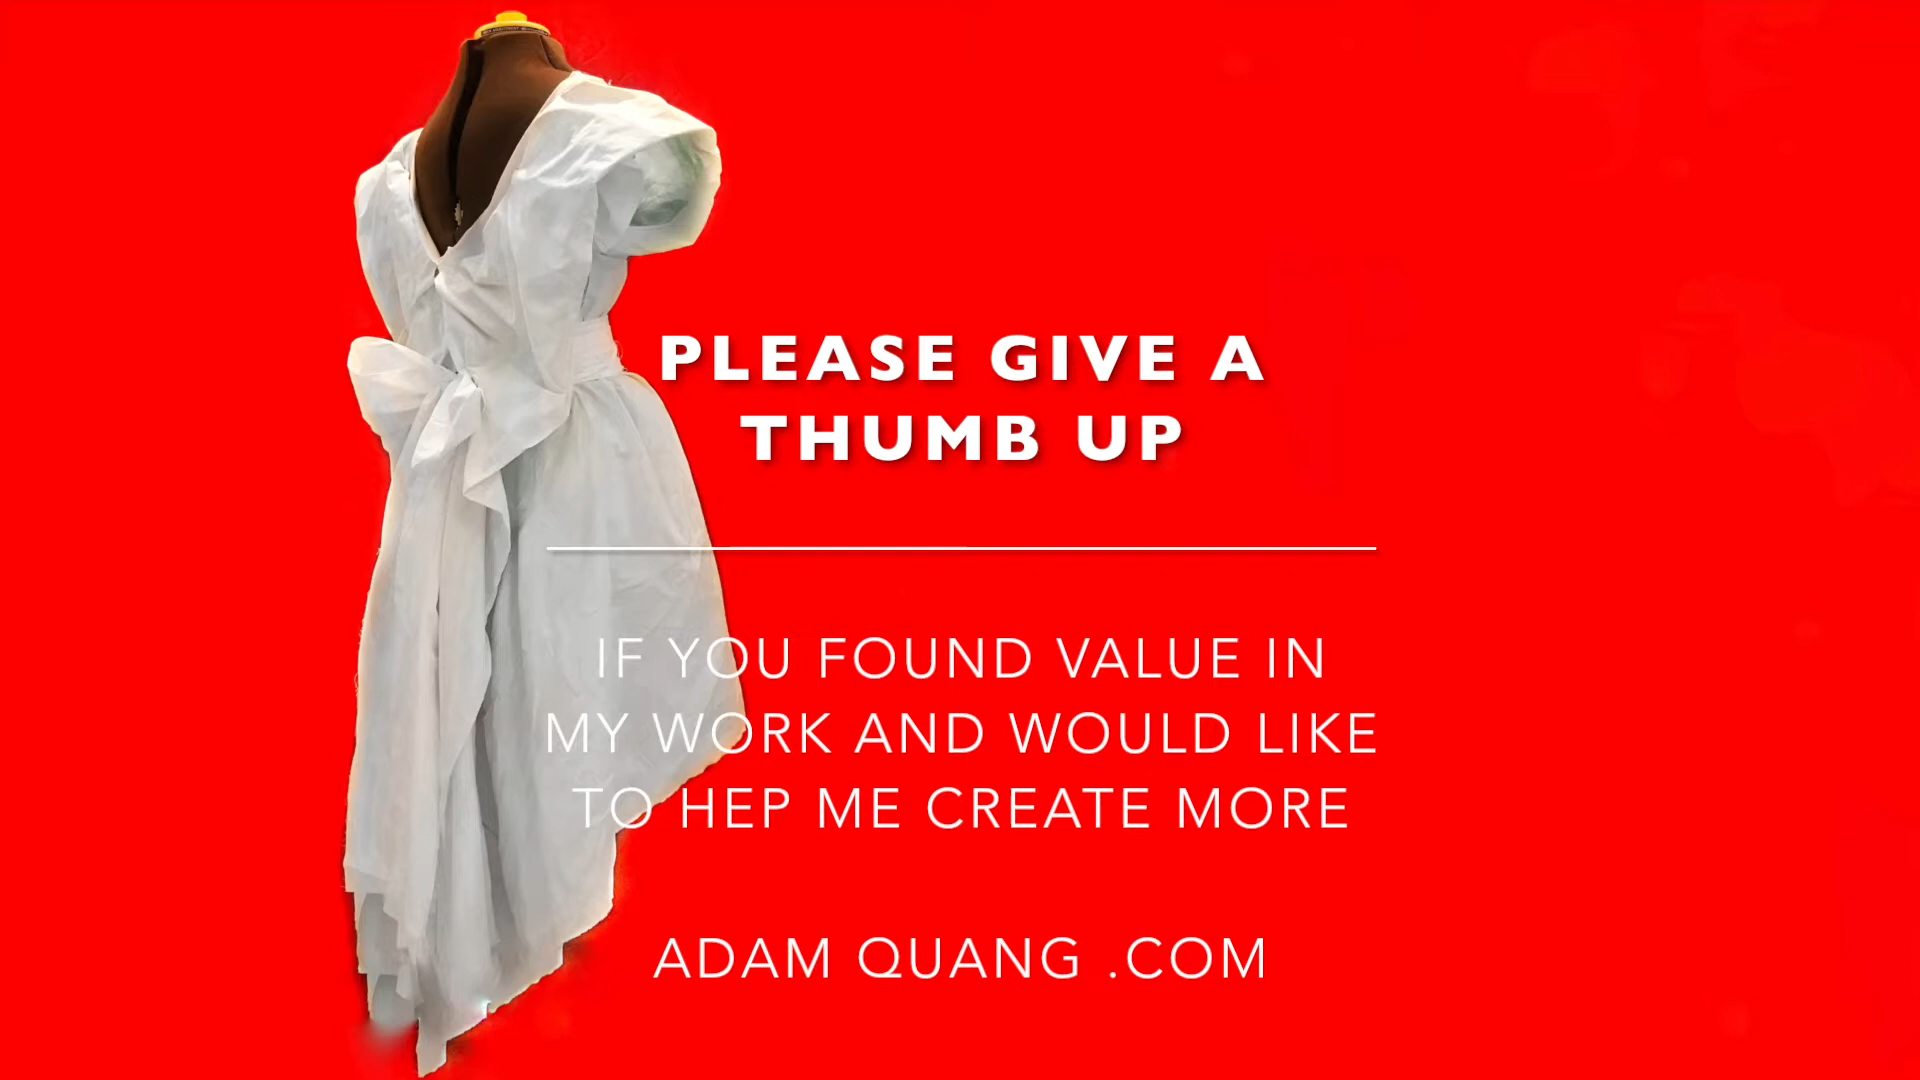 PLEASE GIVE A
THUMB UP
IF YOU FOUND VALUE IN
MY WORK AND WOULD LIKE
TO HEP ME CREATE MORE
ADAM QUANG .COM